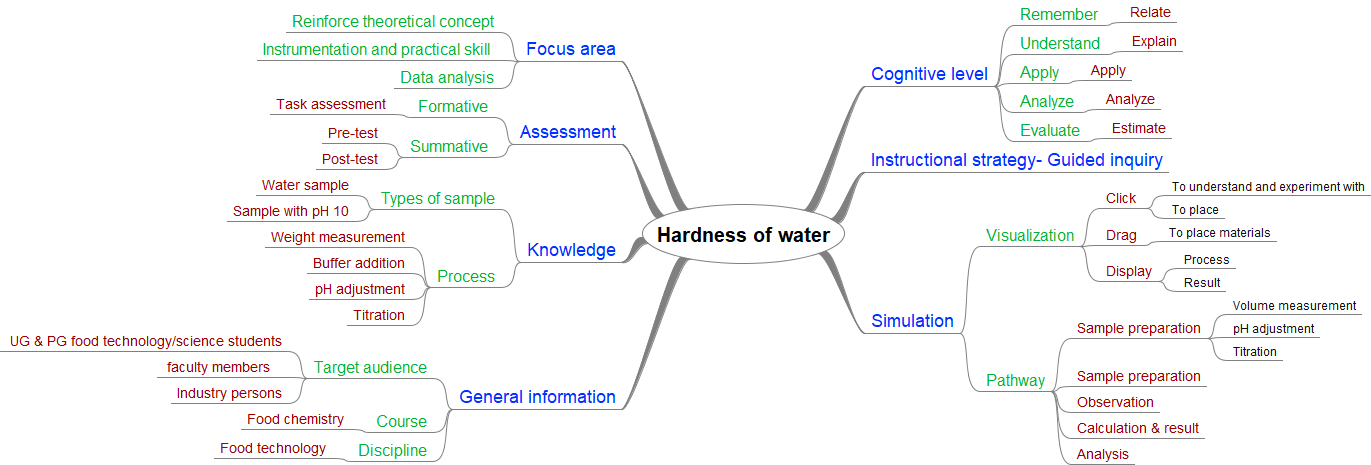 Hardness of water
Focus area
Reinforce theoretical concept
Instrumentation and practical skill
Data analysis
Assessment
Formative
Task assessment
Summative
Pre-test
Post-test
Knowledge
Types of sample
Water sample
Sample with pH 10
Process
Weight measurement
Buffer addition
pH adjustment
Titration
General information
Target audience
UG & PG food technology/science students
faculty members
Industry persons
Course
Food chemistry
Discipline
Food technology
Cognitive level
Remember
Relate
Understand
Explain
Apply
Apply
Analyze
Analyze
Evaluate
Estimate
Instructional strategy- Guided inquiry
Simulation
Visualization
Click
To understand and experiment with
To place
Drag
To place materials
Display
Process
Result
Pathway
Sample preparation
Volume measurement
pH adjustment
Titration
Sample preparation
Observation
Calculation & result
Analysis